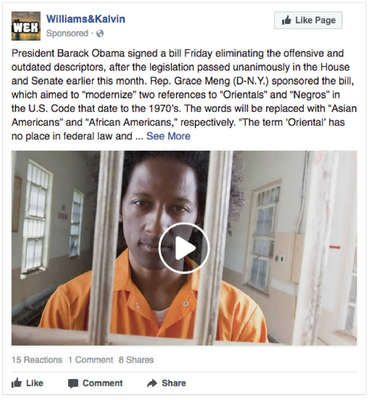 Williams&Kalvin
Sponsored ·
Like Page
President Barack Obama signed a bill Friday eliminating the offensive and
outdated descriptors, after the legislation passed unanimously in the House
and Senate earlier this month. Rep. Grace Meng (D-N.Y.) sponsored the bill,
which aimed to “modernize” two references to “Orientals” and “Negros” in
the U.S. Code that date to the 1970’s. The words will be replaced with “Asian
Americans” and “African Americans,” respectively. “The term ‘Oriental’ has
no place in federal law and ... See More
15 Reactions 1 Comment 8 Shares
Like Comment Share